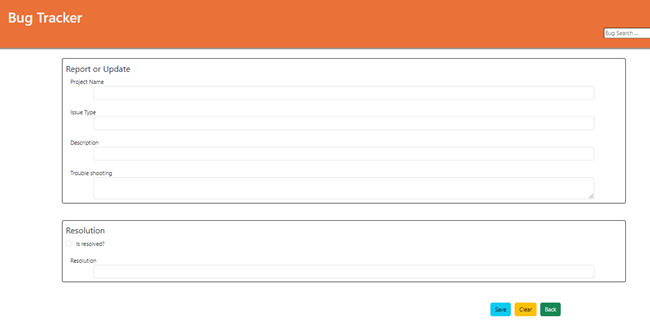 Bug Tracker
Bug Search ...
Report or Update
Project Name
Issue Type
Description
Trouble shooting
Resolution
Is resolved?
Resolution
Save Clear Back